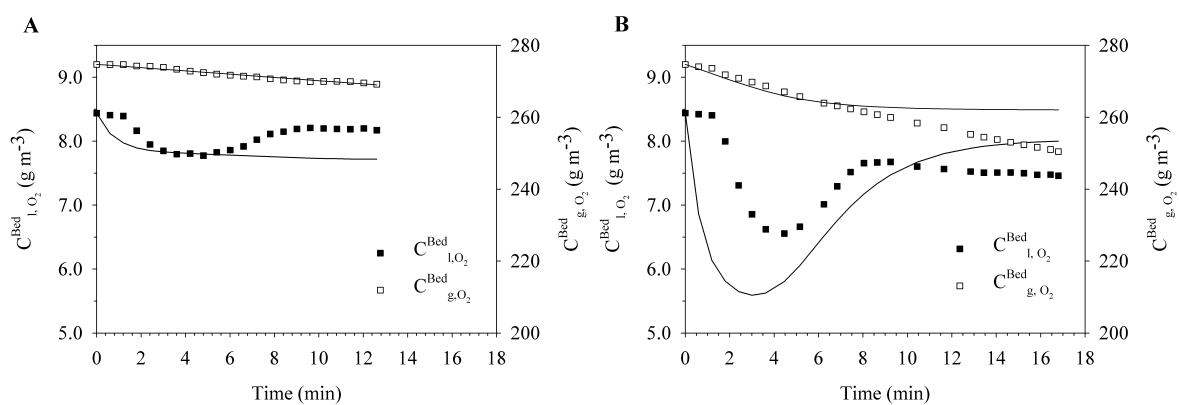 A
C^Bed_l, O2 (g m-3)
9.0
8.0
7.0
6.0
5.0
280
260
240
220
200
C^Bed_g, O2 (g m-3)
C^Bed_l,O2
C^Bed_g,O2
0 2 4 6 8 10 12 14 16
Time (min)
B
C^Bed_l, O2 (g m-3)
9.0
8.0
7.0
6.0
5.0
280
260
240
220
200
C^Bed_g, O2 (g m-3)
C^Bed_l, O2
C^Bed_g, O2
0 2 4 6 8 10 12 14 16 18
Time (min)